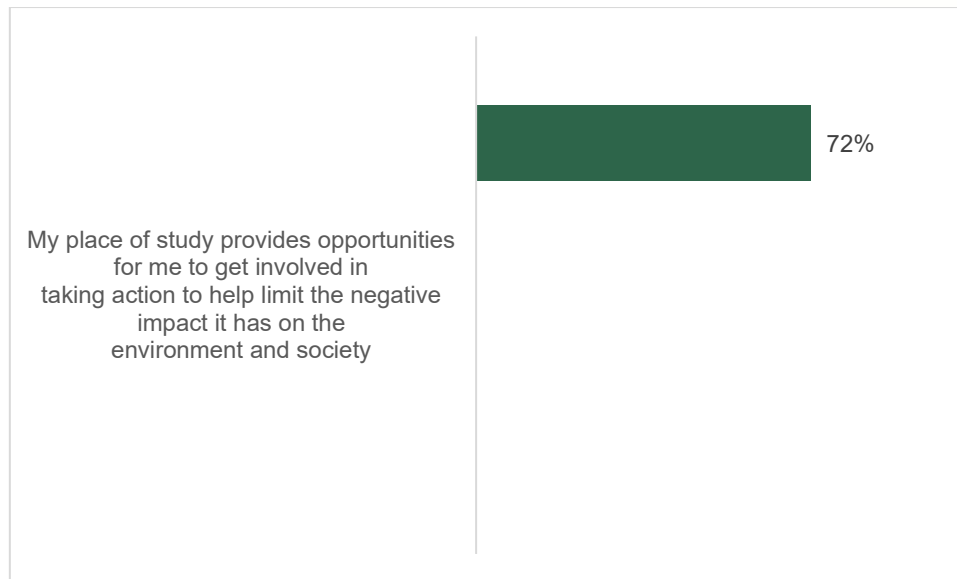 72%
My place of study provides opportunities
for me to get involved in
taking action to help limit the negative
impact it has on the
environment and society